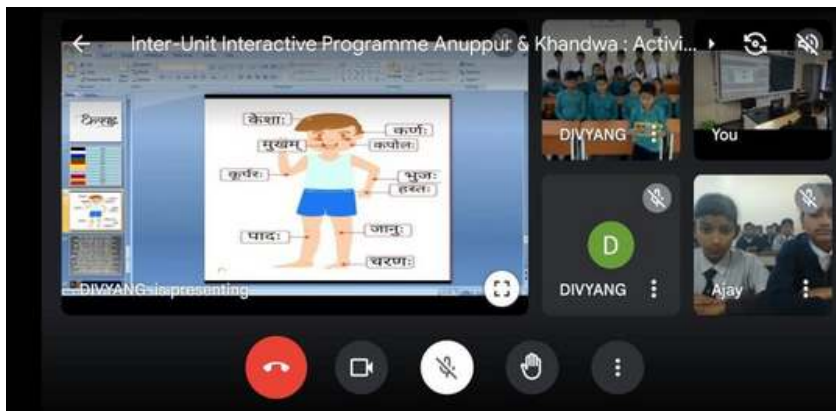 Inter-Unit Interactive Programme Anuppur & Khandwa : Activi...
केशाः
कर्णः
मुखम्
कपोलः
कूर्परः
भुजः
हस्तः
पादः
जानुः
चरणः
DIVYANG is presenting
DIVYANG
You
D
DIVYANG
Ajay